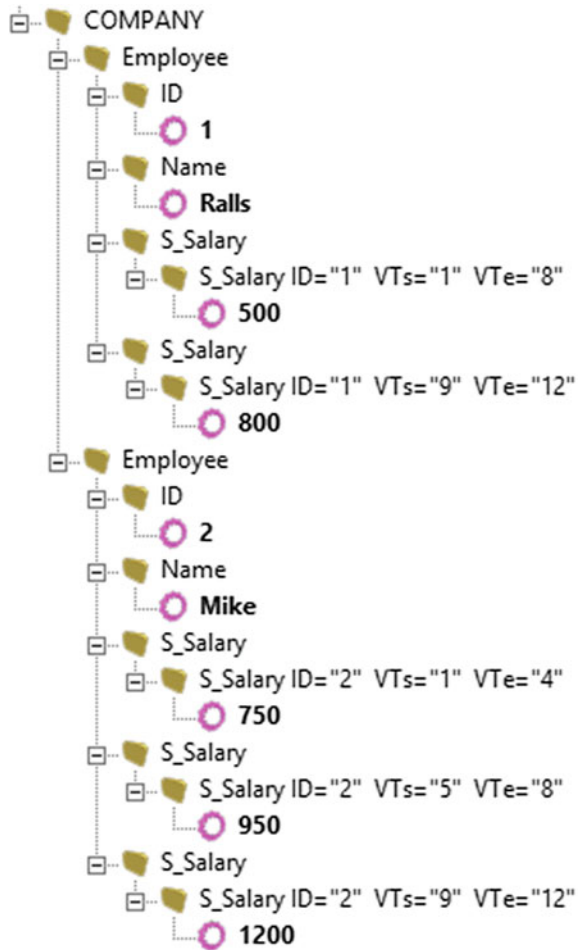 COMPANY
Employee
ID
1
Name
Ralls
S_Salary
S_Salary ID="1" VTs="1" VTe="8"
500
S_Salary
S_Salary ID="1" VTs="9" VTe="12"
800
Employee
ID
2
Name
Mike
S_Salary
S_Salary ID="2" VTs="1" VTe="4"
750
S_Salary
S_Salary ID="2" VTs="5" VTe="8"
950
S_Salary
S_Salary ID="2" VTs="9" VTe="12"
1200